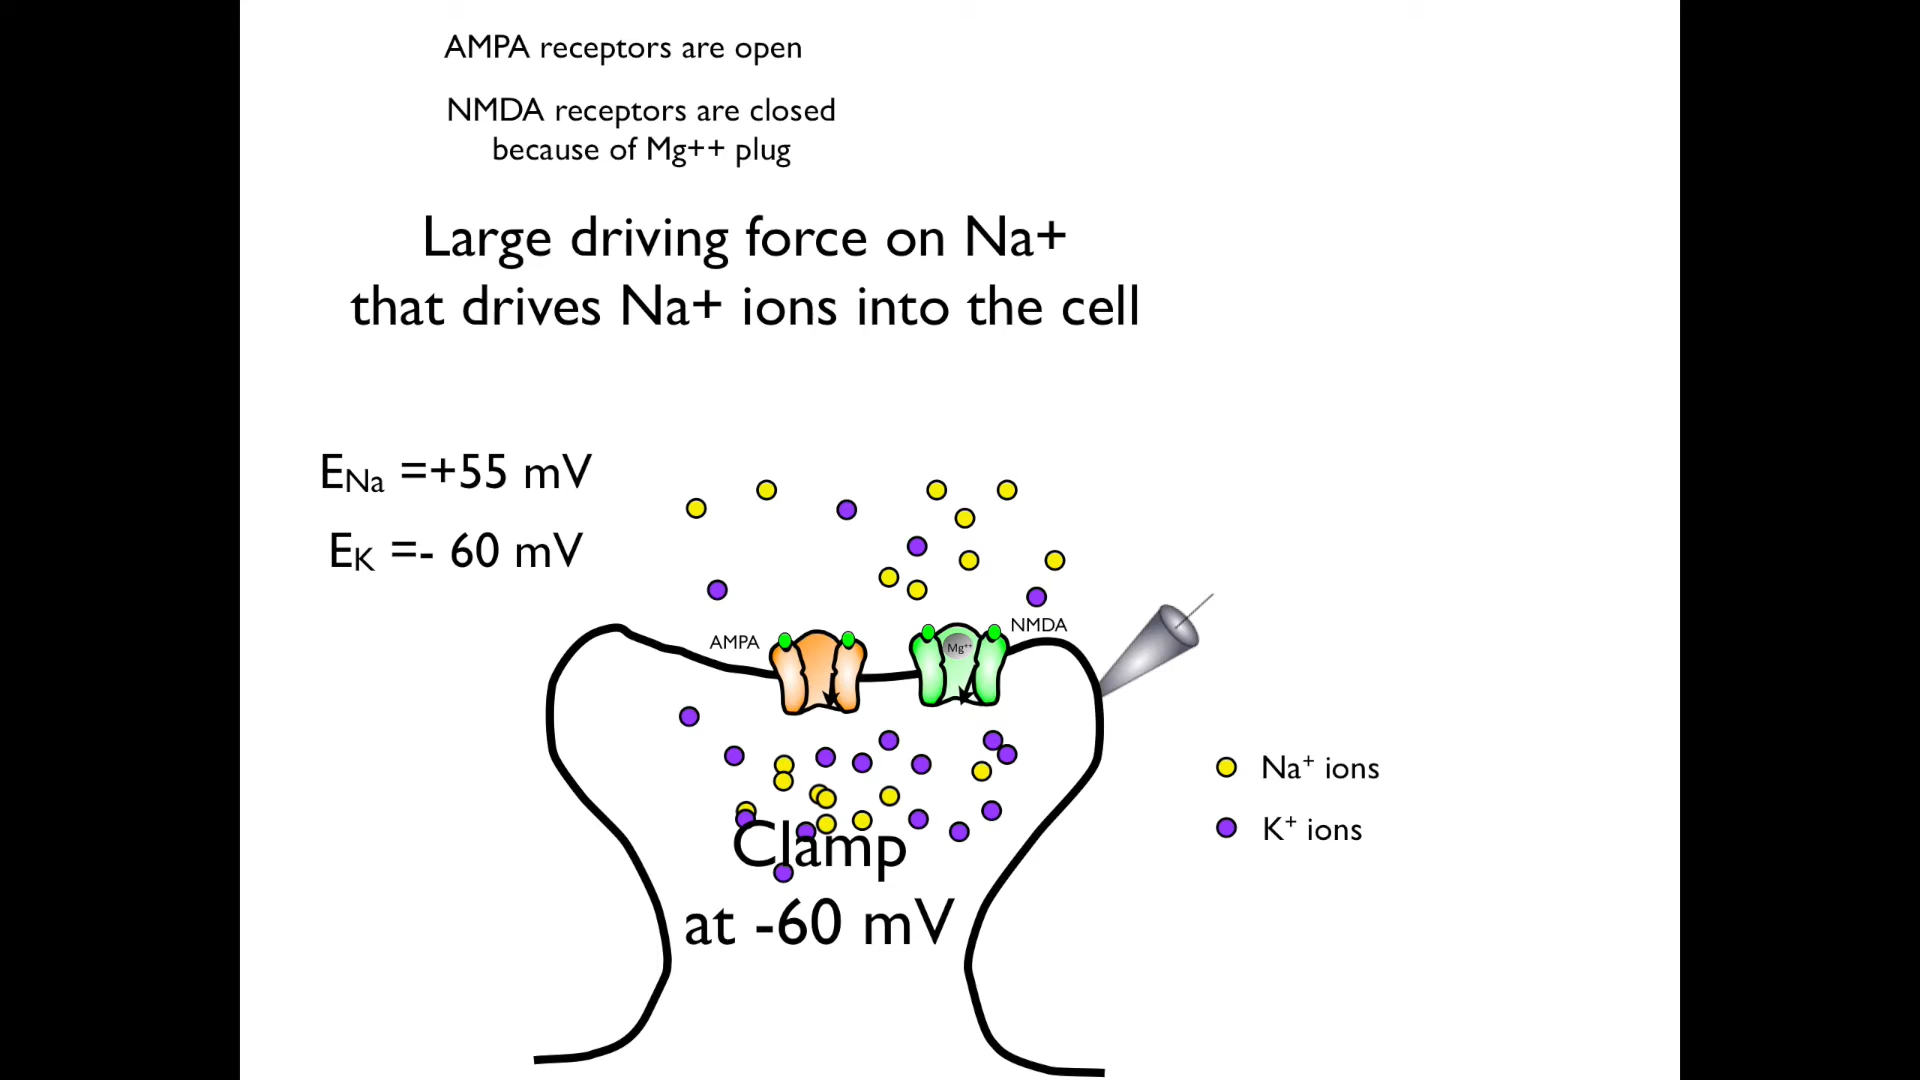 AMPA receptors are open
NMDA receptors are closed
because of Mg++ plug
Large driving force on Na+
that drives Na+ ions into the cell
E_Na =+55 mV
E_K =- 60 mV
AMPA
NMDA
Mg⁺⁺
Na⁺ ions
K⁺ ions
Clamp
at -60 mV